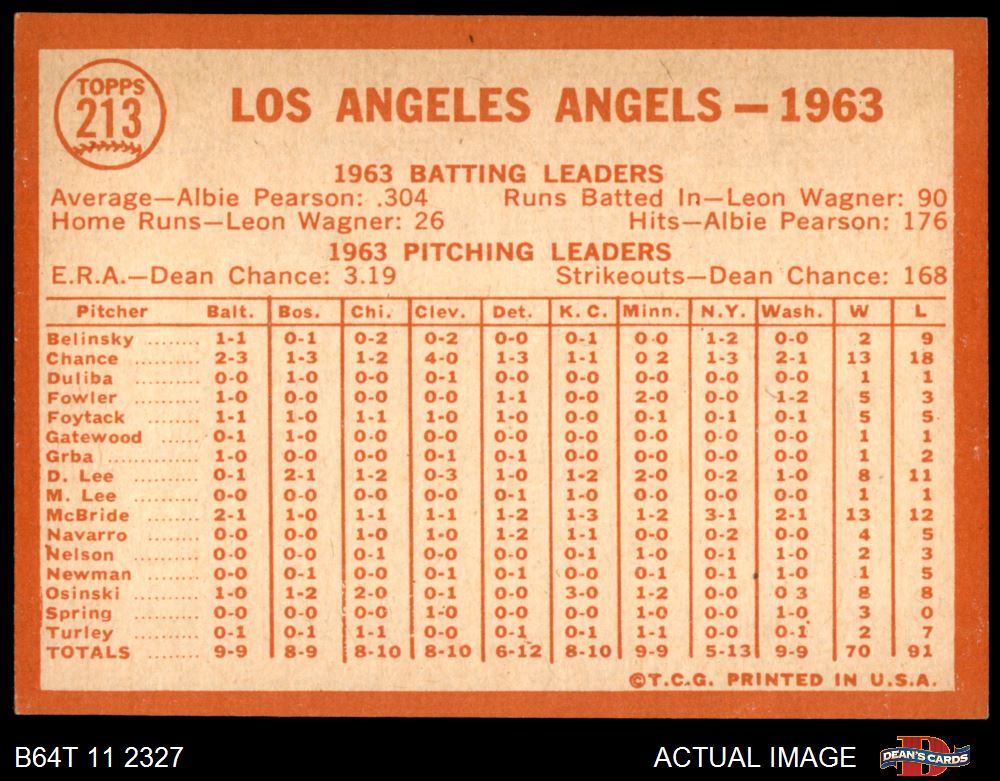 TOPPS
213
LOS ANGELES ANGELS — 1963
1963 BATTING LEADERS
Average—Albie Pearson: .304 Runs Batted In—Leon Wagner: 90
Home Runs—Leon Wagner: 26 Hits—Albie Pearson: 176
1963 PITCHING LEADERS
E.R.A.—Dean Chance: 3.19 Strikeouts—Dean Chance: 168
Pitcher Balt. Bos. Chi. Clev. Det. K.C. Minn. N.Y. Wash. W L
Belinsky ........ 1-1 0-1 0-2 0-2 0-0 0-1 0-0 1-2 0-0 2 9
Chance ........ 2-3 1-3 1-2 4-0 1-3 1-1 0 2 1-3 2-1 13 18
Duliba ........ 0-0 1-0 0-0 0-1 0-0 0-0 0-0 0-0 0-0 1 1
Fowler ........ 1-0 0-0 0-0 0-0 1-1 0-0 2-0 0-0 1-2 5 3
Foytack ........ 1-1 1-0 1-1 1-0 1-0 0-0 0-1 0-1 0-1 5 5
Gatewood ...... 0-1 1-0 0-0 0-0 0-0 0-0 0-0 0-0 0-0 1 1
Grba ........ 1-0 0-0 0-0 0-0 0-1 0-0 0-1 0-0 0-0 1 2
D. Lee ........ 0-1 2-1 1-2 0-3 1-0 1-2 2-0 0-2 1-0 8 11
M. Lee ........ 0-0 0-0 0-0 0-0 0-1 1-0 0-0 0-0 0-0 1 1
McBride ........ 2-1 1-0 1-1 1-1 1-2 1-3 1-2 3-1 2-1 13 12
Navarro ........ 0-0 0-0 1-0 1-0 1-2 1-1 0-0 0-2 0-0 4 5
Nelson ........ 0-0 0-0 0-1 0-0 0-0 0-1 1-0 0-1 1-0 2 3
Newman ........ 0-0 0-1 0-0 0-1 0-1 0-0 0-1 0-1 1-0 1 5
Osinski ........ 1-0 1-2 2-0 0-1 0-0 3-0 1-2 0-0 0 3 8 8
Spring ........ 0-0 0-0 0-0 1-0 0-0 0-0 1-0 0-0 1-0 3 0
Turley ........ 0-1 0-1 1-1 0-0 0-1 0-1 1-1 0-0 0-1 2 7
TOTALS ........ 9-9 8-9 8-10 8-10 6-12 8-10 9-9 5-13 9-9 70 91
©T.C.G. PRINTED IN U.S.A.
B64T 11 2327 ACTUAL IMAGE DEAN'S CARDS